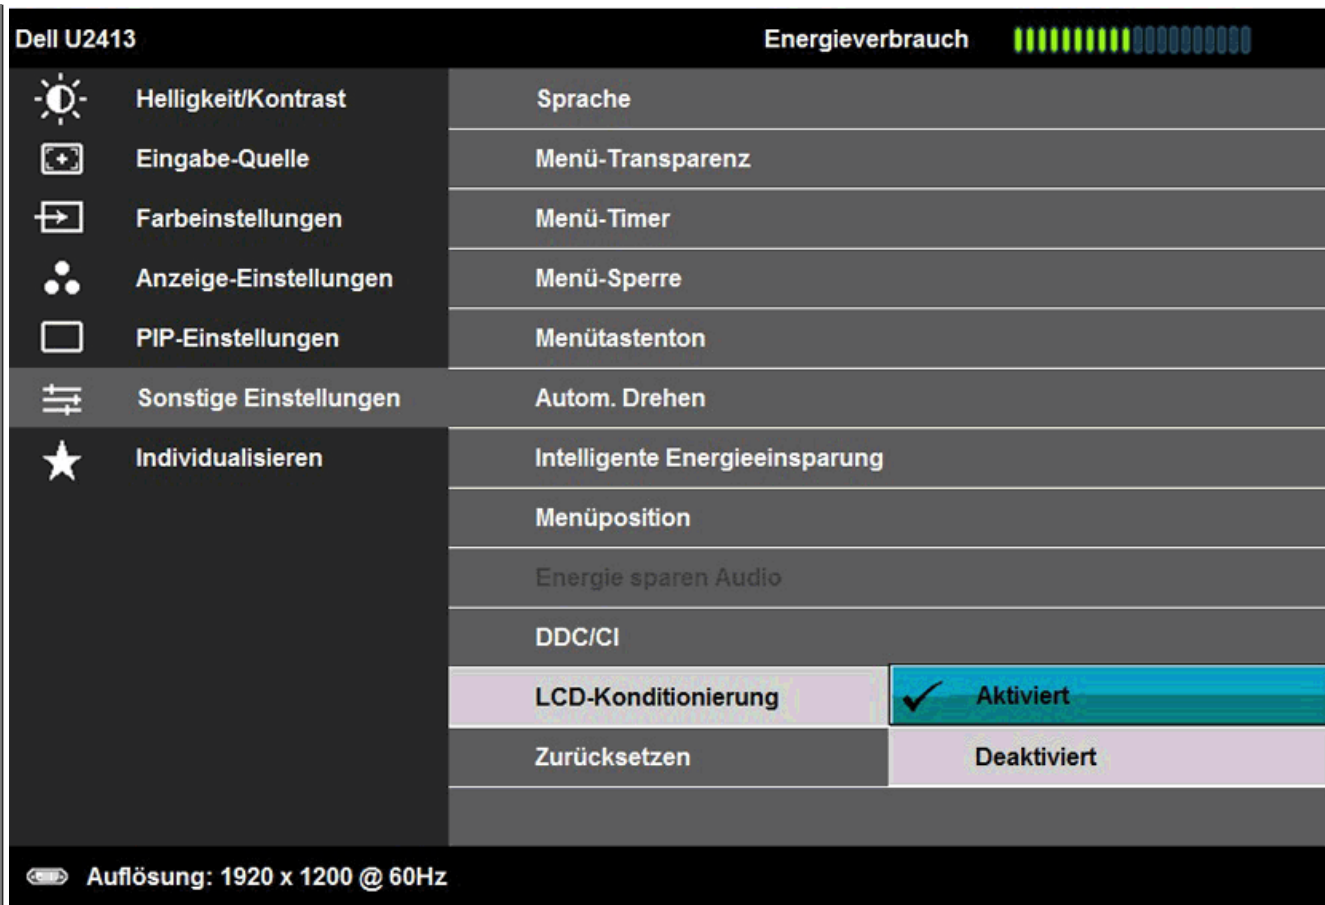 Dell U2413 Energieverbrauch
Helligkeit/Kontrast Sprache
Eingabe-Quelle Menü-Transparenz
Farbeinstellungen Menü-Timer
Anzeige-Einstellungen Menü-Sperre
PIP-Einstellungen Menütastenton
Sonstige Einstellungen Autom. Drehen
Individualisieren Intelligente Energieeinsparung
Menüposition
Energie sparen Audio
DDC/CI
LCD-Konditionierung Aktiviert
Zurücksetzen Deaktiviert
Auflösung: 1920 x 1200 @ 60Hz